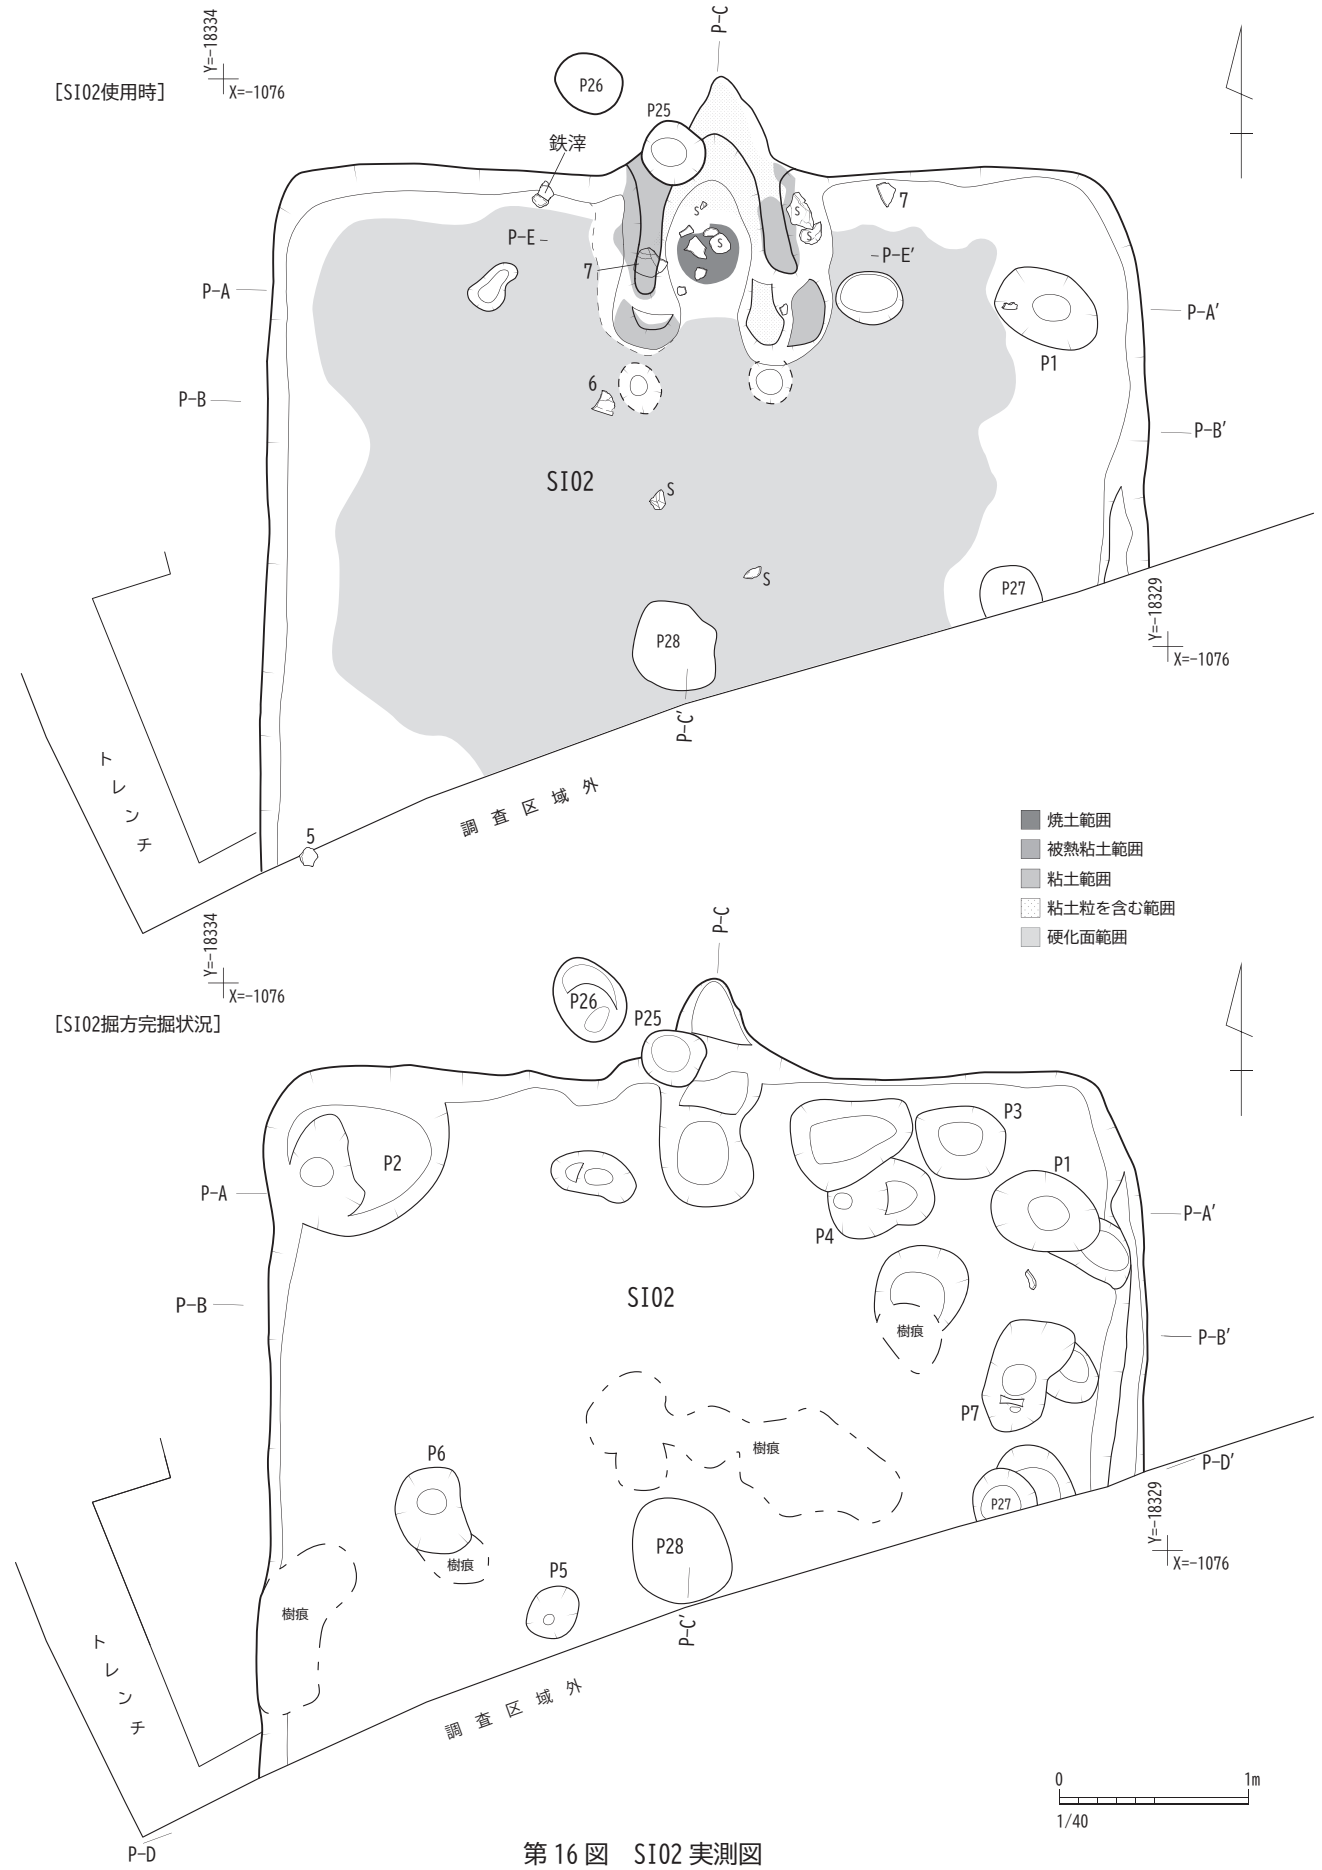 [SI02使用時]
Y=-18334
X=-1076
P-C
P26
P25
鉄滓
7
P-E
P-E′
S
S
S
S
7
P-A
P-A′
P1
P-B
6
P-B′
SI02
S
S
P27
P28
Y=-18329
X=-1076
P-C′
トレンチ
調査区域外
5
焼土範囲
被熱粘土範囲
粘土範囲
粘土粒を含む範囲
硬化面範囲
Y=-18334
X=-1076
[SI02掘方完掘状況]
P-C
P26
P25
P3
P2
P1
P-A
P-A′
P4
P-B
SI02
樹痕
P-B′
P7
樹痕
P6
P-D′
P27
樹痕
P28
P5
Y=-18329
X=-1076
樹痕
P-C′
トレンチ
調査区域外
0 1m
1/40
P-D
第16図 SI02 実測図